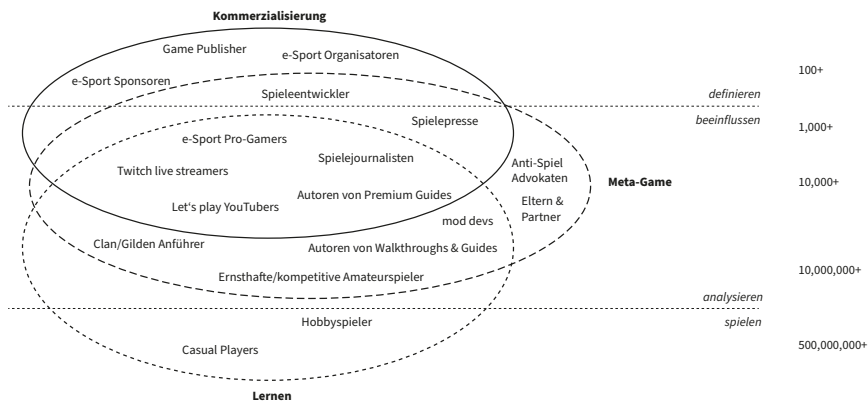 Kommerzialisierung
Game Publisher
e-Sport Organisatoren
e-Sport Sponsoren
100+
Spieleentwickler
definieren
beeinflussen
Spielepresse
1,000+
e-Sport Pro-Gamers
Spielejournalisten
Anti-Spiel
Advokaten
Twitch live streamers
Meta-Game
10,000+
Autoren von Premium Guides
Eltern &
Partner
Let's play YouTubers
mod devs
Clan/Gilden Anführer
Autoren von Walkthroughs & Guides
Ernsthafte/kompetitive Amateurspieler
10,000,000+
analysieren
spielen
Hobbyspieler
Casual Players
500,000,000+
Lernen